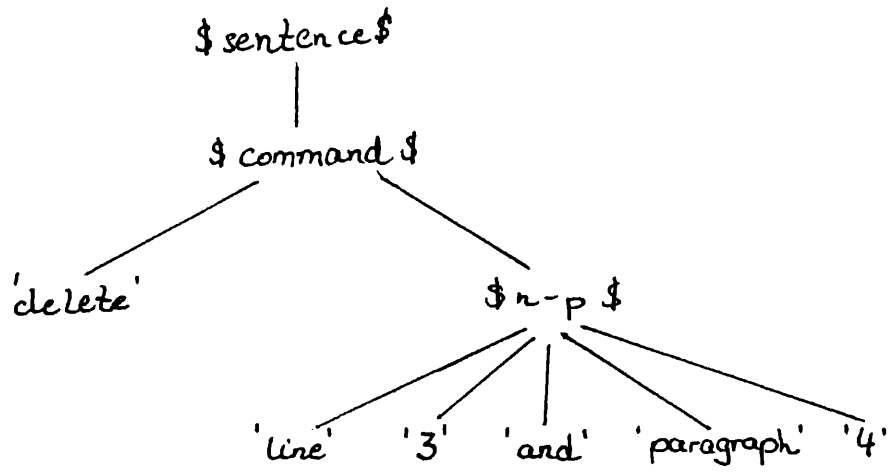 $ sentence $
$ command $
'delete'
$ n-p $
'line' '3' 'and' 'paragraph' '4'